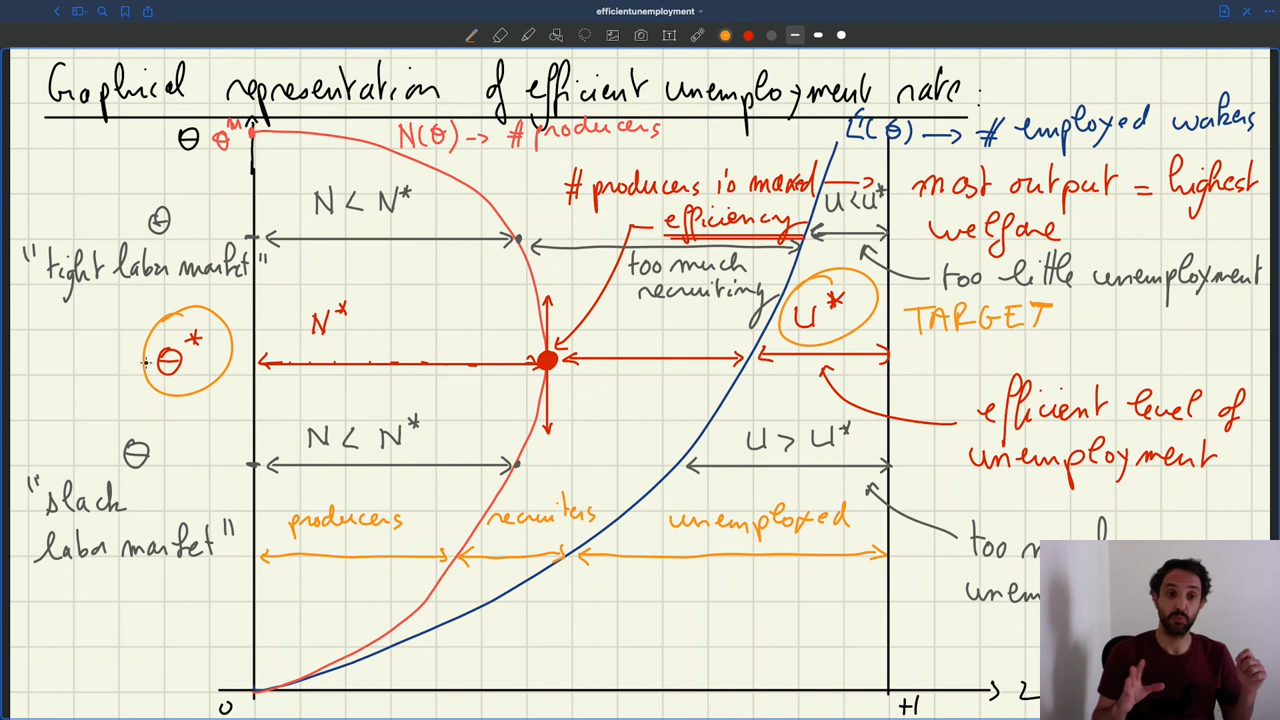 efficientunemployment
Graphical representation of efficient unemployment rate.
θ
θᴹ
N(θ) → # producers
Lˢ(θ) → # employed workers
# producers is maxed → most output = highest welfare
efficiency
N < N*
U < U*
θ
"tight labor market"
too much recruiting
too little unemployment
N*
U*
TARGET
θ*
efficient level of unemployment
N < N*
U > U*
θ
"slack labor market"
producers
recruiters
unemployed
too
0
+1